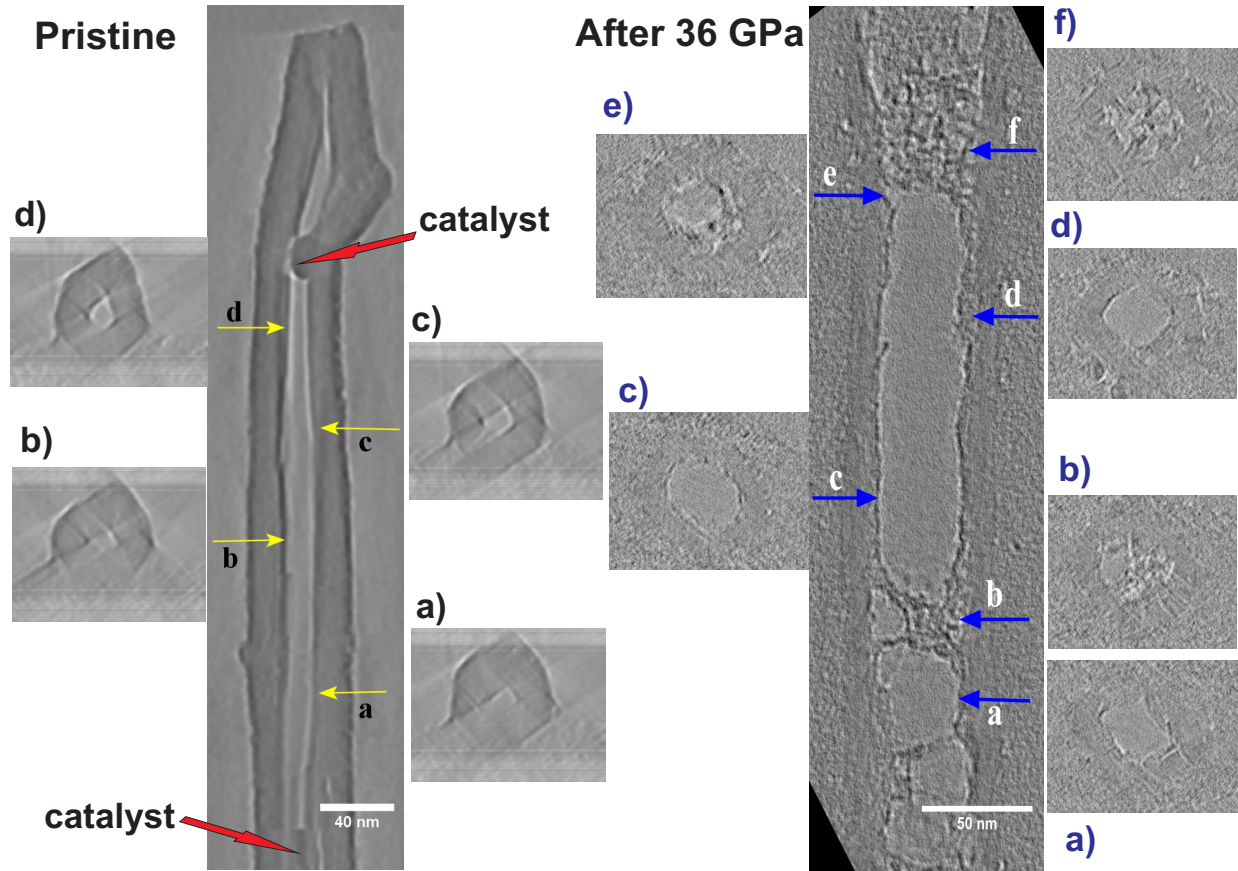 Pristine
After 36 GPa
f)
e)
f
e
catalyst
d)
d)
d
d
c)
c)
b)
c
c
b)
b
a)
b
a
a
40 nm
50 nm
catalyst
a)